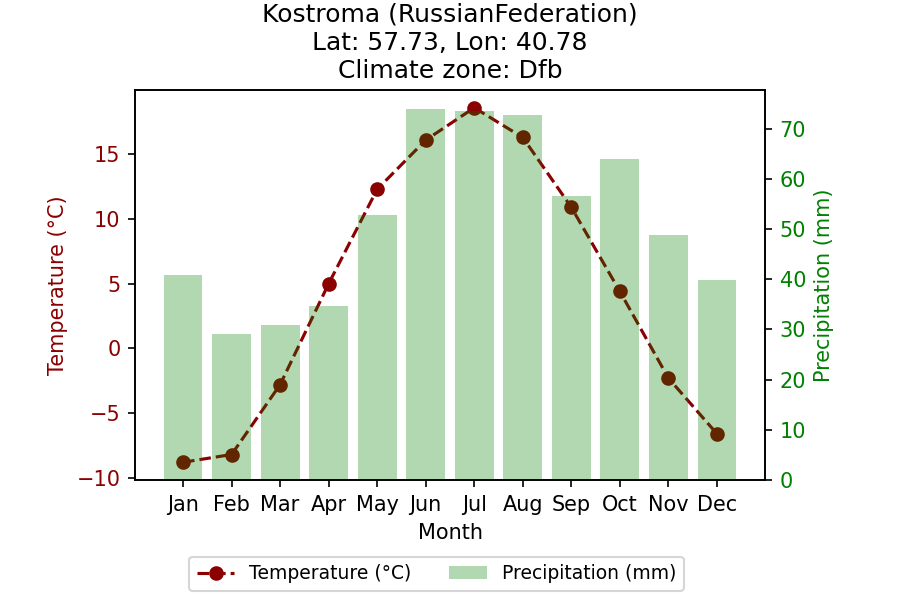 Kostroma (RussianFederation)
Lat: 57.73, Lon: 40.78
Climate zone: Dfb
Temperature (°C)
15
10
5
0
−5
−10
Precipitation (mm)
70
60
50
40
30
20
10
0
Jan Feb Mar Apr May Jun Jul Aug Sep Oct Nov Dec
Month
Temperature (°C) Precipitation (mm)